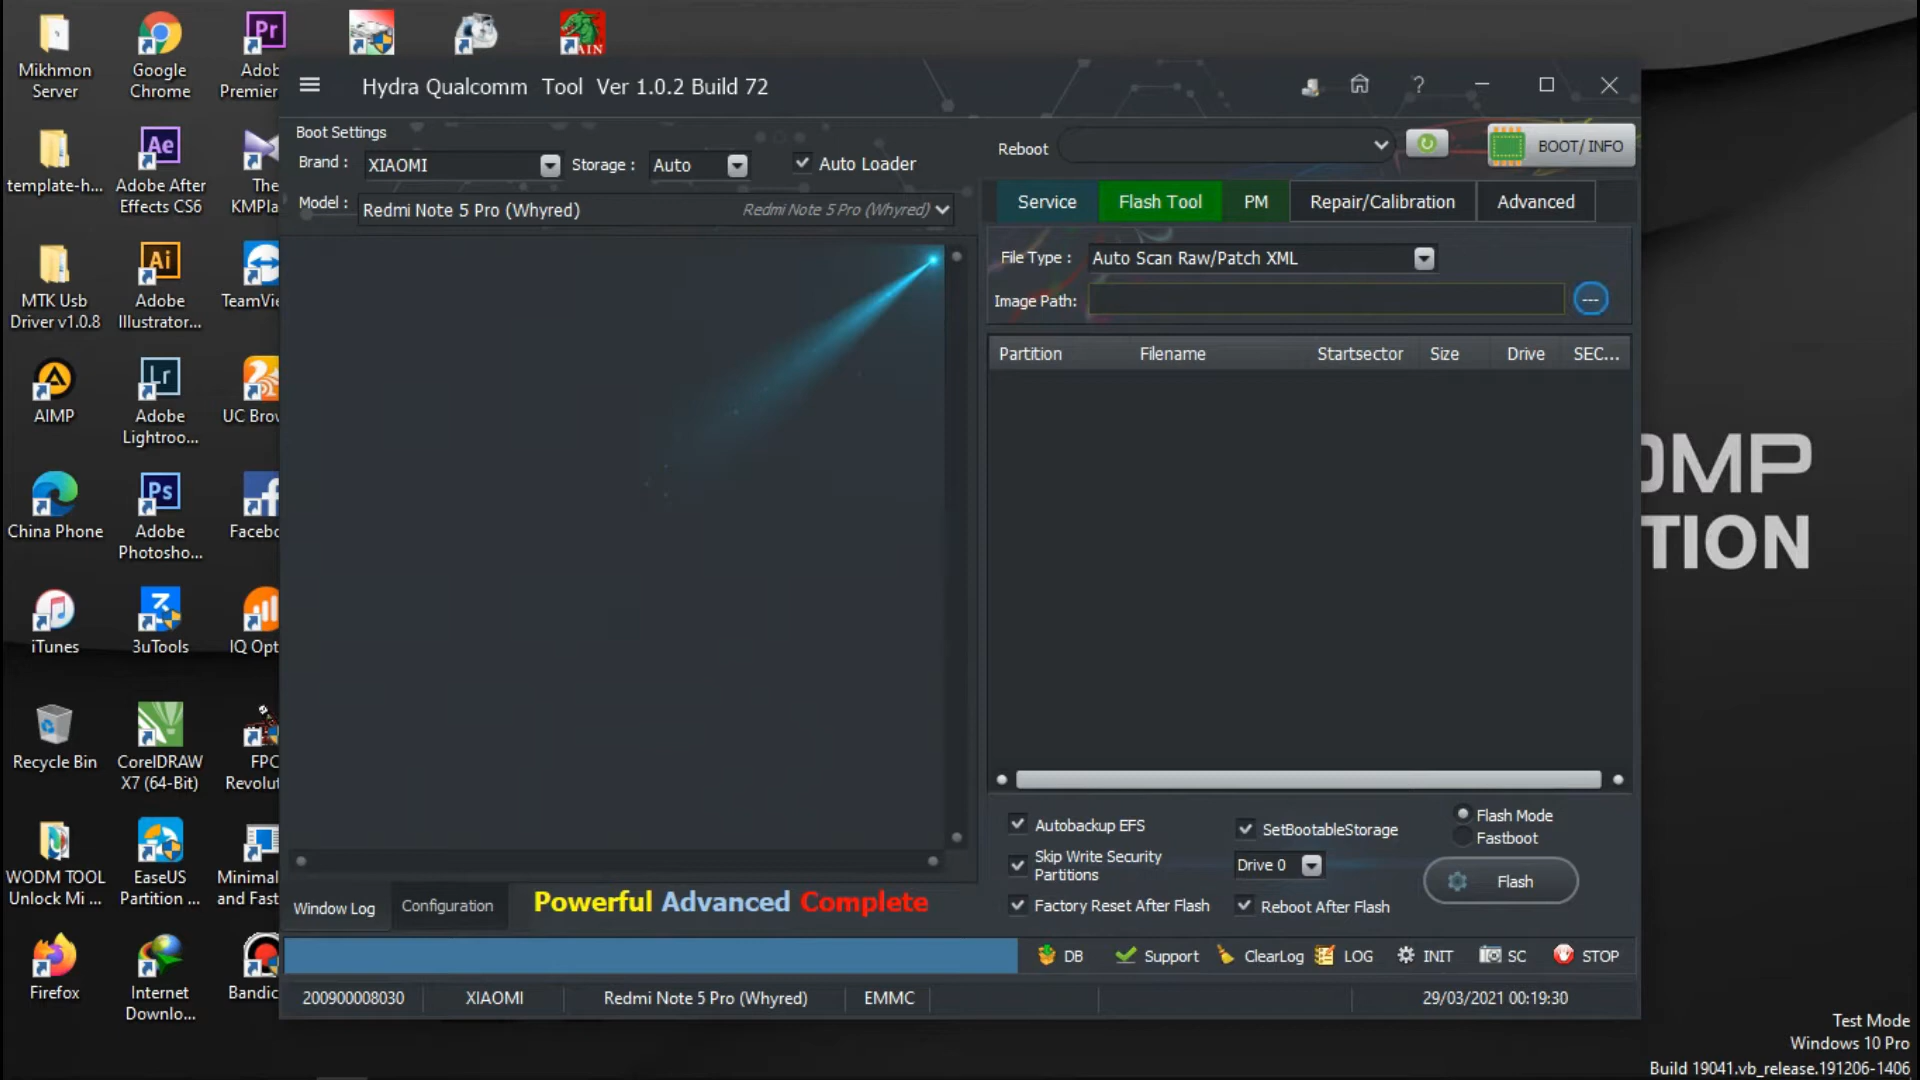 Mikhmon
Server
Google
Chrome
Pr
Adob
Premier
AIN
template-h...
Ae
Adobe After
Effects CS6
The
KMPla
MTK Usb
Driver v1.0.8
Ai
Adobe
Illustrator...
TeamVie
AIMP
Lr
Adobe
Lightroo...
UC Brov
China Phone
Ps
Adobe
Photosho...
Facebo
iTunes
3uTools
IQ Opt
Recycle Bin
CorelDRAW
X7 (64-Bit)
FPC
Revolut
WODM TOOL
Unlock Mi ...
EaseUS
Partition ...
Minimal
and Fast
Firefox
Internet
Downlo...
Bandic
Hydra Qualcomm Tool Ver 1.0.2 Build 72
?
Boot Settings
Brand : XIAOMI Storage : Auto Auto Loader
Model : Redmi Note 5 Pro (Whyred) Redmi Note 5 Pro (Whyred)
Reboot BOOT/ INFO
Service Flash Tool PM Repair/Calibration Advanced
File Type : Auto Scan Raw/Patch XML
Image Path: ---
Partition Filename Startsector Size Drive SEC...
Autobackup EFS
Skip Write Security
Partitions
Factory Reset After Flash
SetBootableStorage
Drive 0
Reboot After Flash
Flash Mode
Fastboot
Flash
Window Log Configuration Powerful Advanced Complete
DB Support ClearLog LOG INIT SC STOP
200900008030 XIAOMI Redmi Note 5 Pro (Whyred) EMMC 29/03/2021 00:19:30
OMP
TION
Test Mode
Windows 10 Pro
Build 19041.vb_release.191206-1406